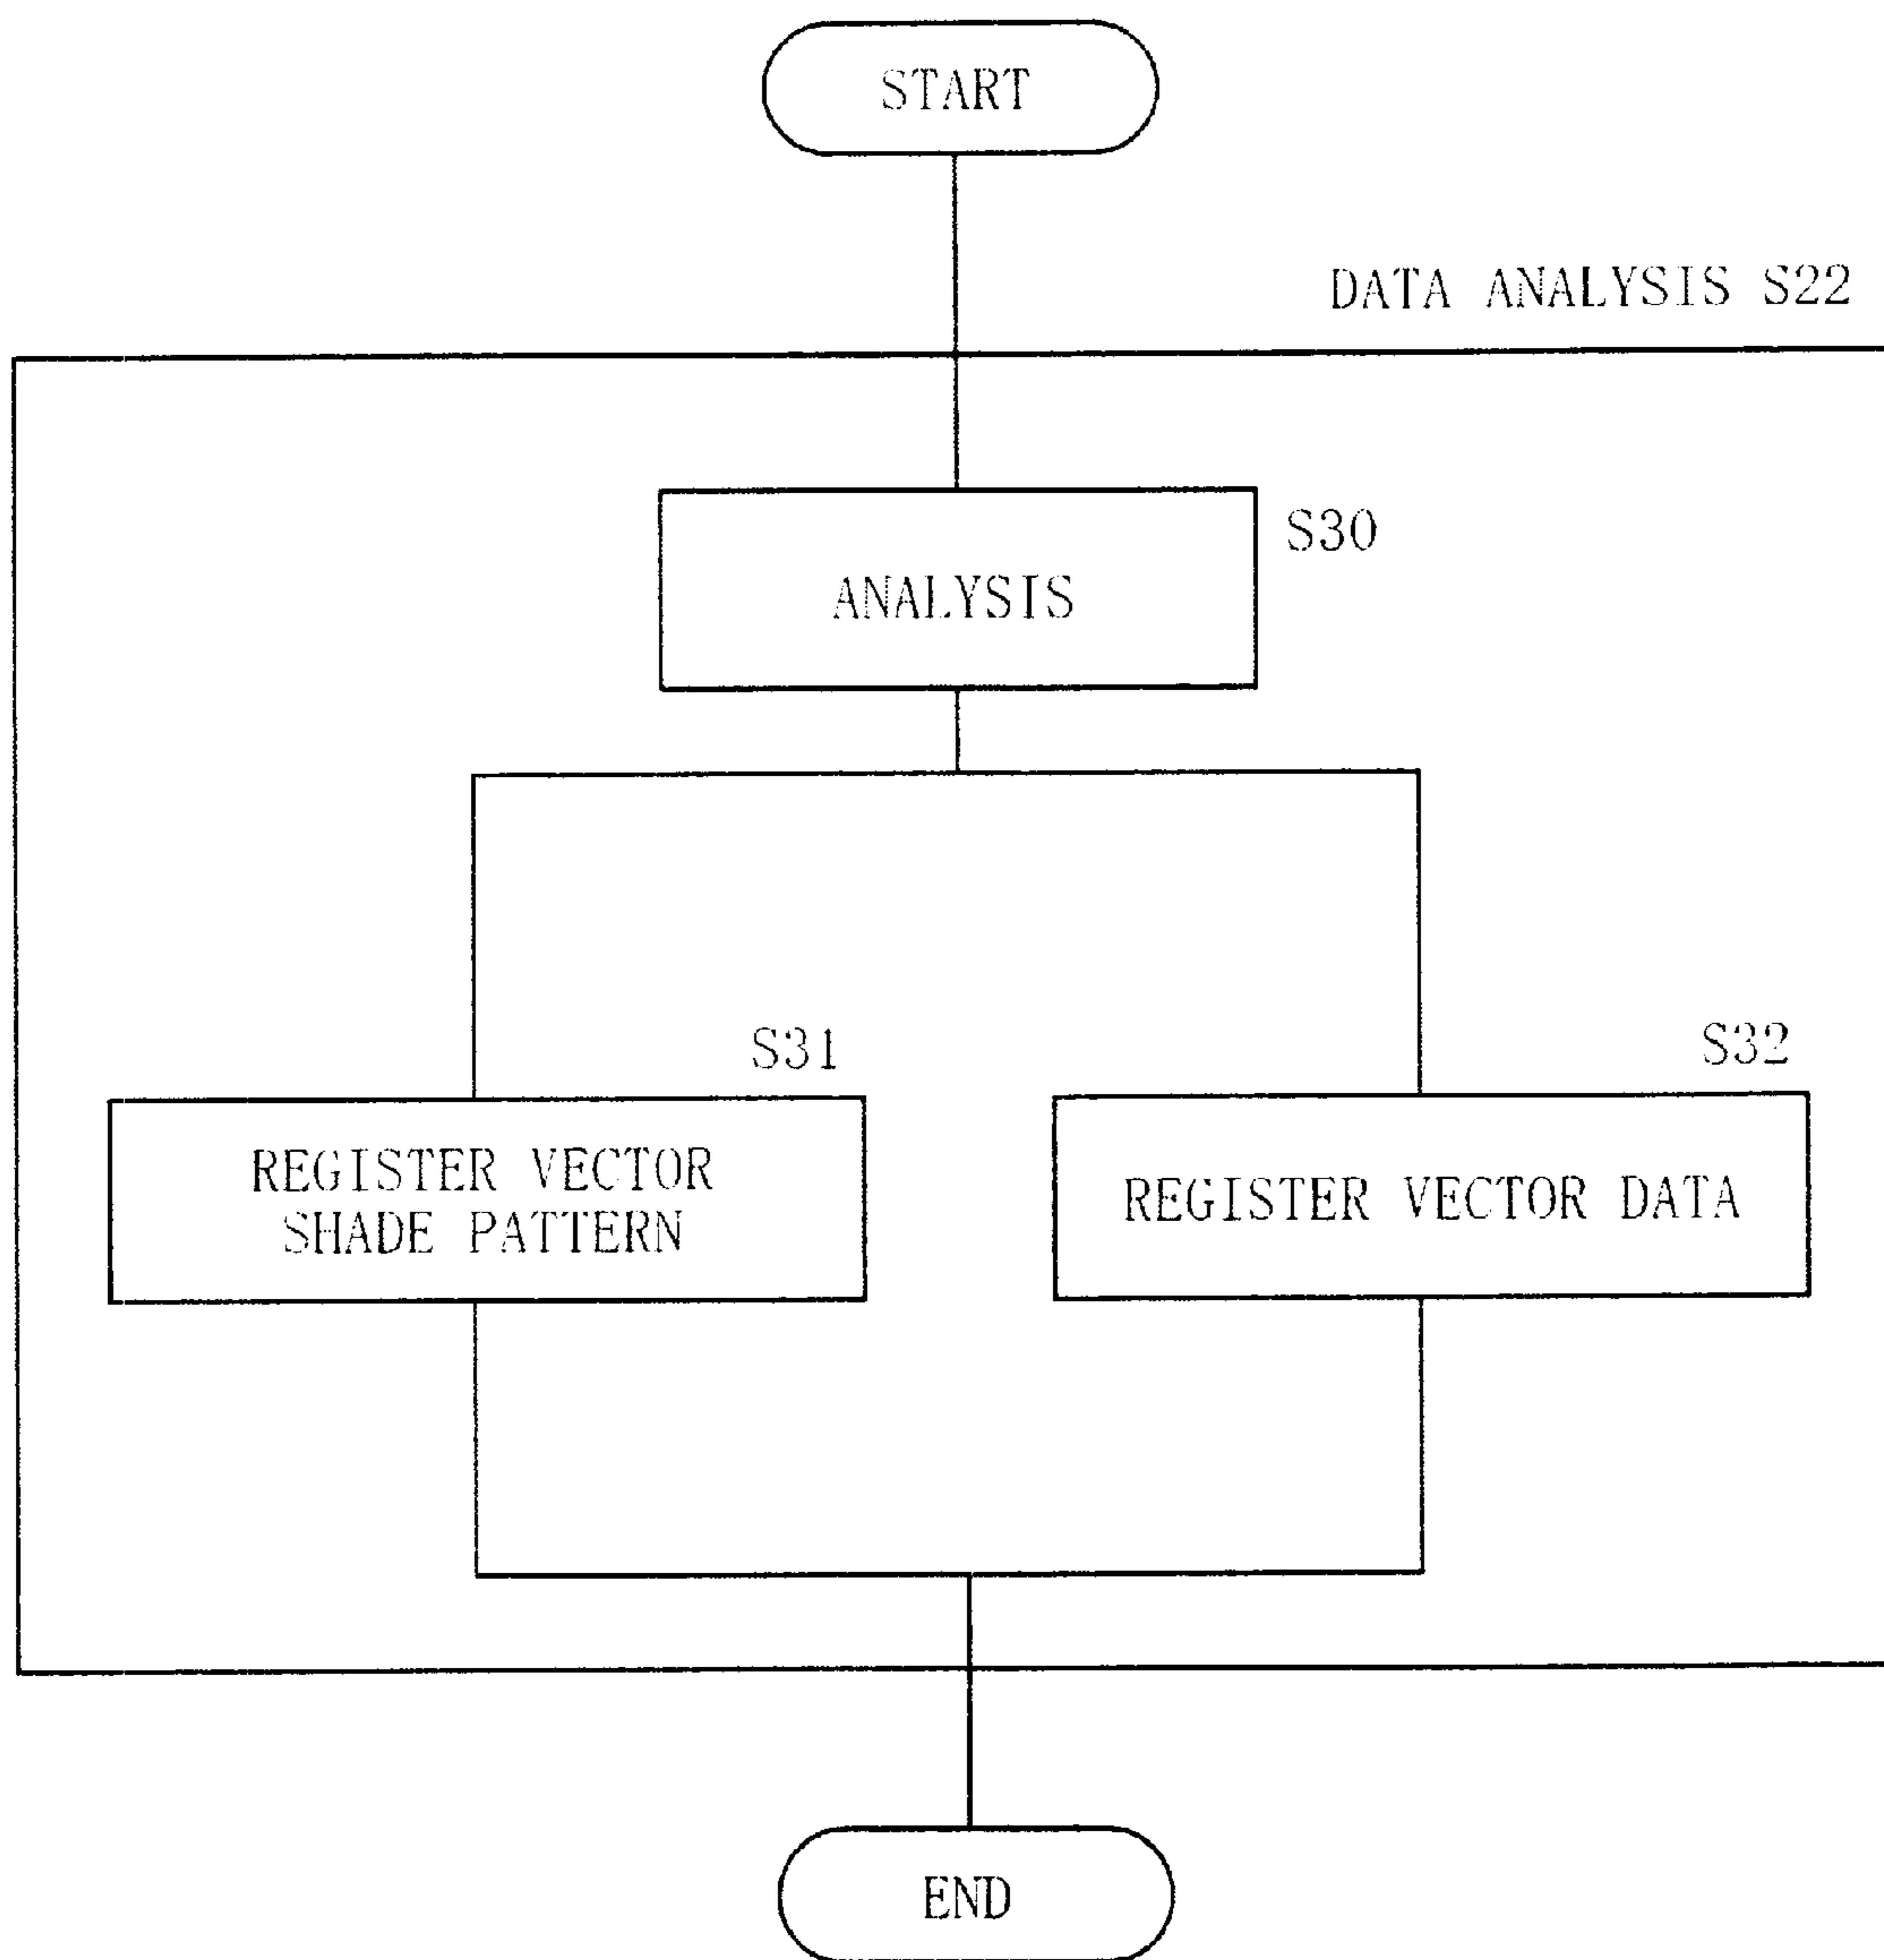 START
DATA ANALYSIS S22
S30
ANALYSIS
S31
REGISTER VECTOR
SHADE PATTERN
S32
REGISTER VECTOR DATA
END